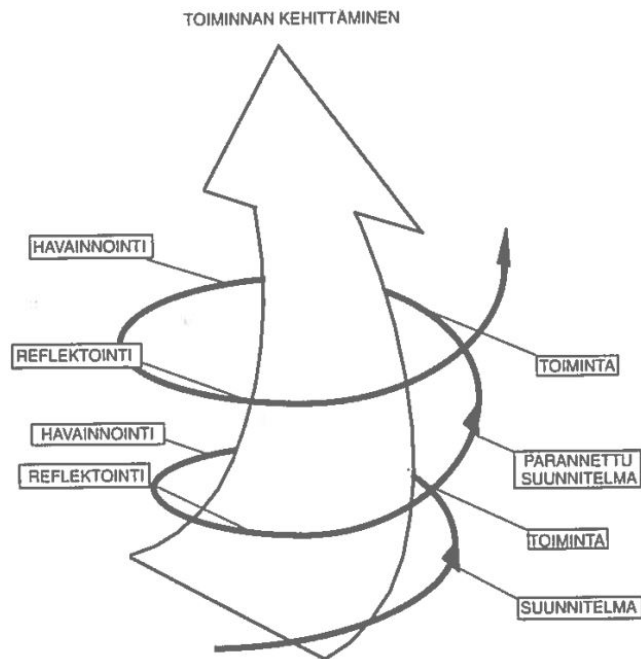 TOIMINNAN KEHITTÄMINEN
HAVAINNOINTI
REFLEKTOINTI
TOIMINTA
HAVAINNOINTI
PARANNETTU
SUUNNITELMA
REFLEKTOINTI
TOIMINTA
SUUNNITELMA